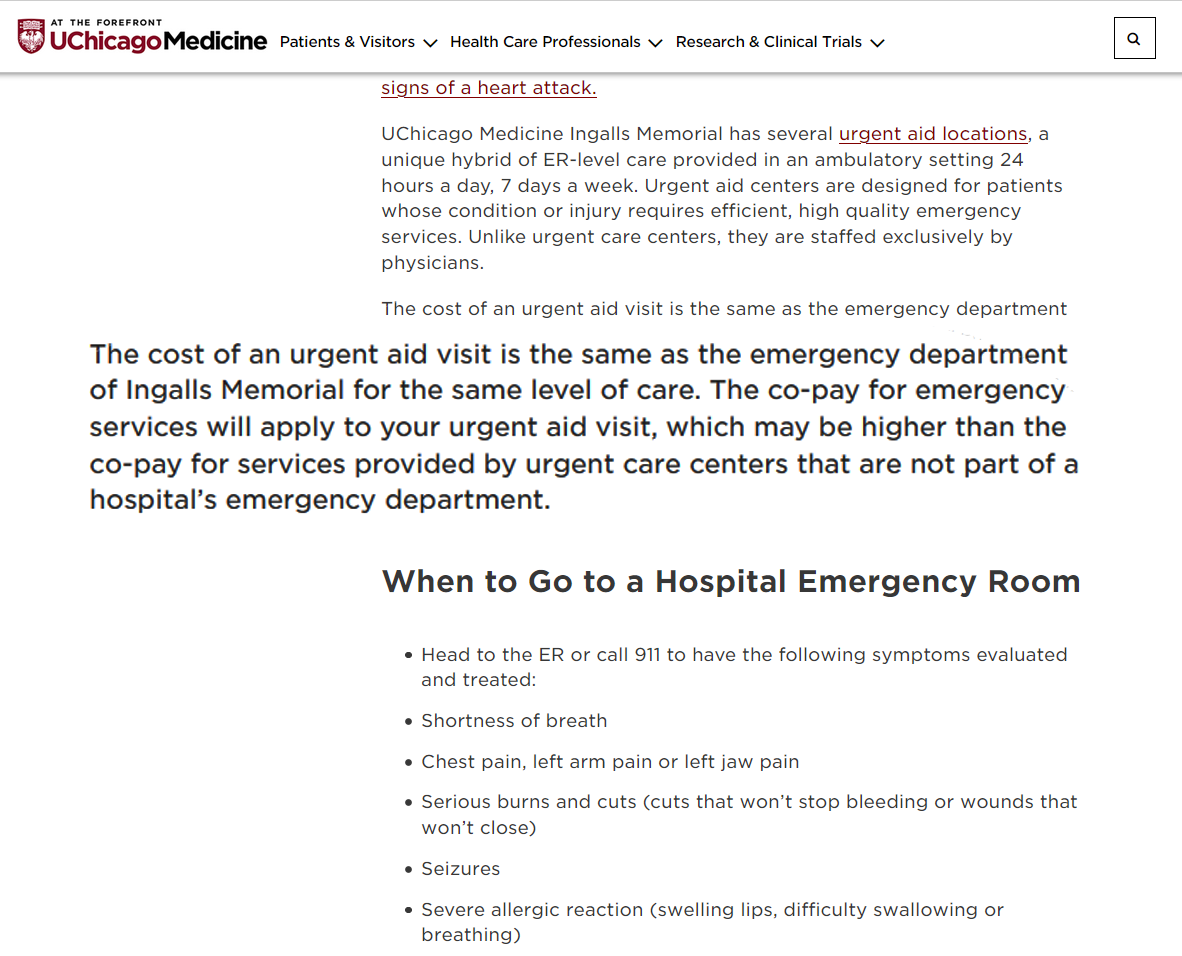 AT THE FOREFRONT
UChicagoMedicine
Patients & Visitors
Health Care Professionals
Research & Clinical Trials
signs of a heart attack.
UChicago Medicine Ingalls Memorial has several urgent aid locations, a
unique hybrid of ER-level care provided in an ambulatory setting 24
hours a day, 7 days a week. Urgent aid centers are designed for patients
whose condition or injury requires efficient, high quality emergency
services. Unlike urgent care centers, they are staffed exclusively by
physicians.
The cost of an urgent aid visit is the same as the emergency department
The cost of an urgent aid visit is the same as the emergency department
of Ingalls Memorial for the same level of care. The co-pay for emergency
services will apply to your urgent aid visit, which may be higher than the
co-pay for services provided by urgent care centers that are not part of a
hospital’s emergency department.
When to Go to a Hospital Emergency Room
• Head to the ER or call 911 to have the following symptoms evaluated
and treated:
• Shortness of breath
• Chest pain, left arm pain or left jaw pain
• Serious burns and cuts (cuts that won’t stop bleeding or wounds that
won’t close)
• Seizures
• Severe allergic reaction (swelling lips, difficulty swallowing or
breathing)